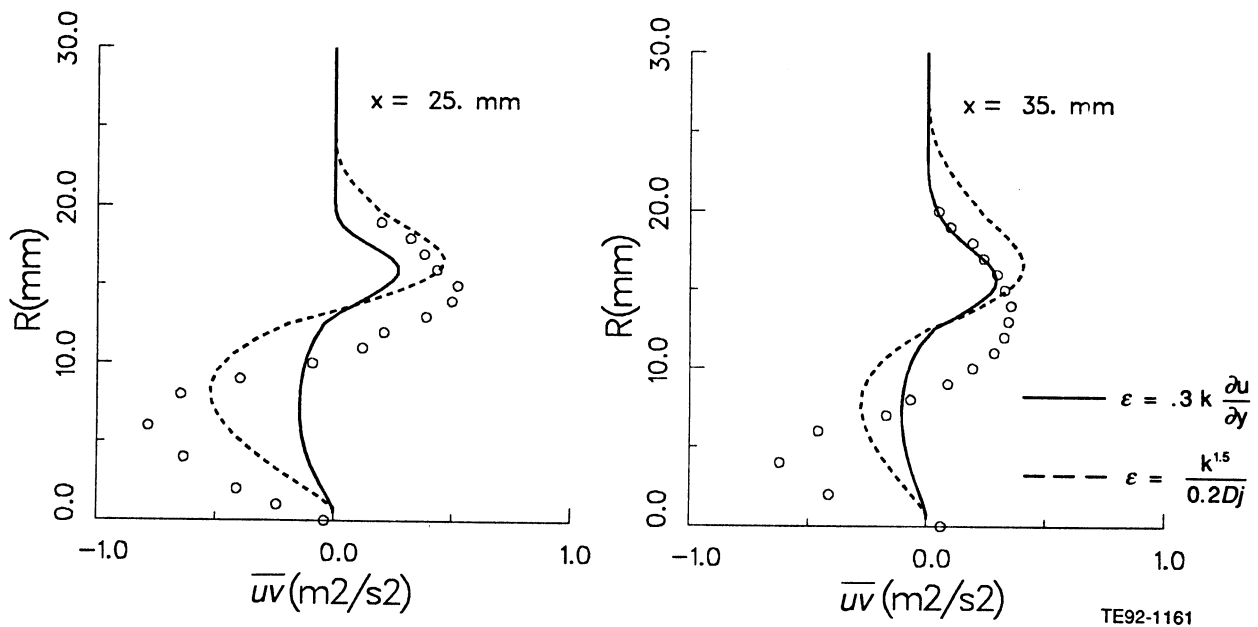 30.0
20.0
10.0
0.0
R(mm)
x = 25. mm
-1.0
0.0
1.0
uv (m2/s2)
30.0
20.0
10.0
0.0
R(mm)
x = 35. mm
-1.0
0.0
1.0
uv (m2/s2)
ε = .3 k ∂u/∂y
ε = k^1.5/0.2Dj
TE92-1161